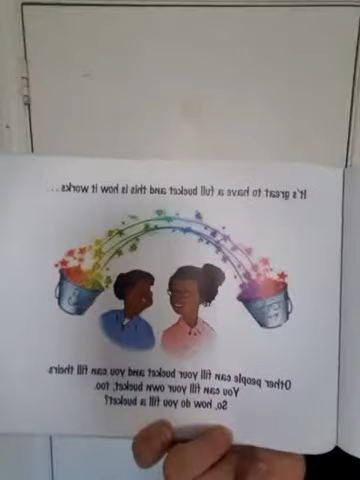 It's great to have a full bucket and this is how it works...
Other people can fill your bucket and you can fill theirs.
You can fill your own bucket, too.
So, how do you fill a bucket?